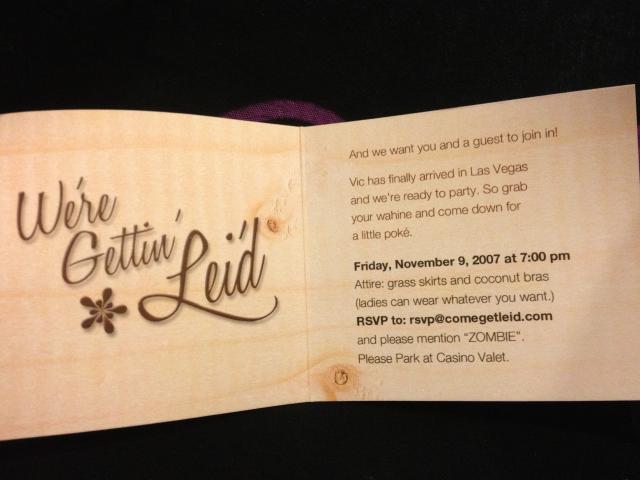 We're
Gettin'
Lei'd
And we want you and a guest to join in!
Vic has finally arrived in Las Vegas
and we're ready to party. So grab
your wahine and come down for
a little poké.
Friday, November 9, 2007 at 7:00 pm
Attire: grass skirts and coconut bras
(ladies can wear whatever you want.)
RSVP to: rsvp@comegetleid.com
and please mention "ZOMBIE".
Please Park at Casino Valet.